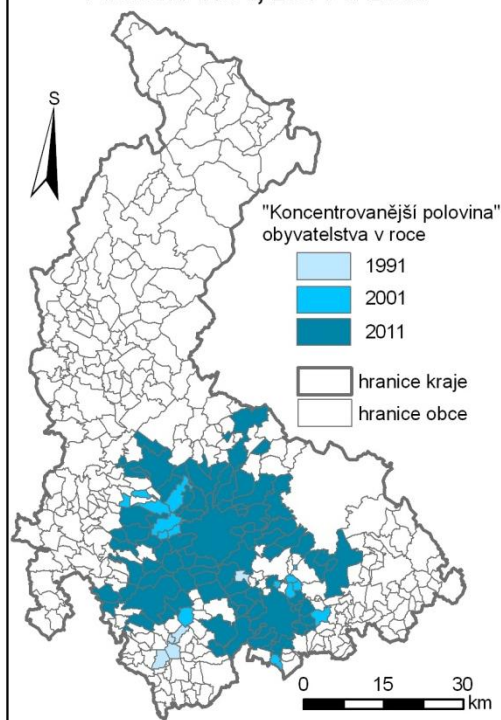 S
"Koncentrovanější polovina"
obyvatelstva v roce
1991
2001
2011
hranice kraje
hranice obce
0 15 30
km